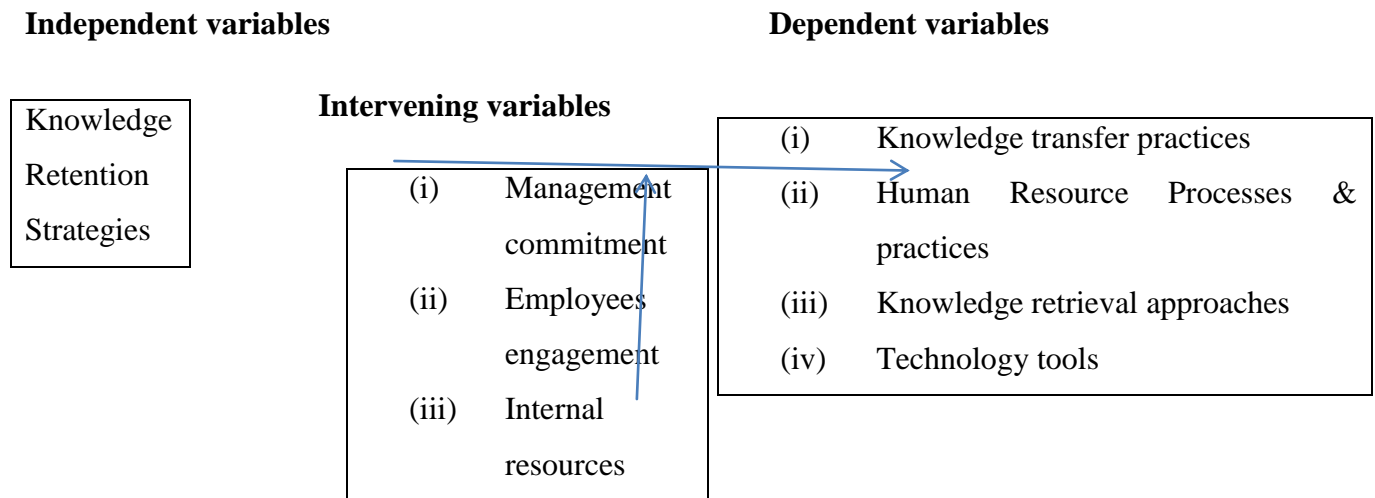 Independent variables
Dependent variables
Intervening variables
Knowledge
Retention
Strategies
(i) Management
commitment
(ii) Employees
engagement
(iii) Internal
resources
(i) Knowledge transfer practices
(ii) Human Resource Processes &
practices
(iii) Knowledge retrieval approaches
(iv) Technology tools